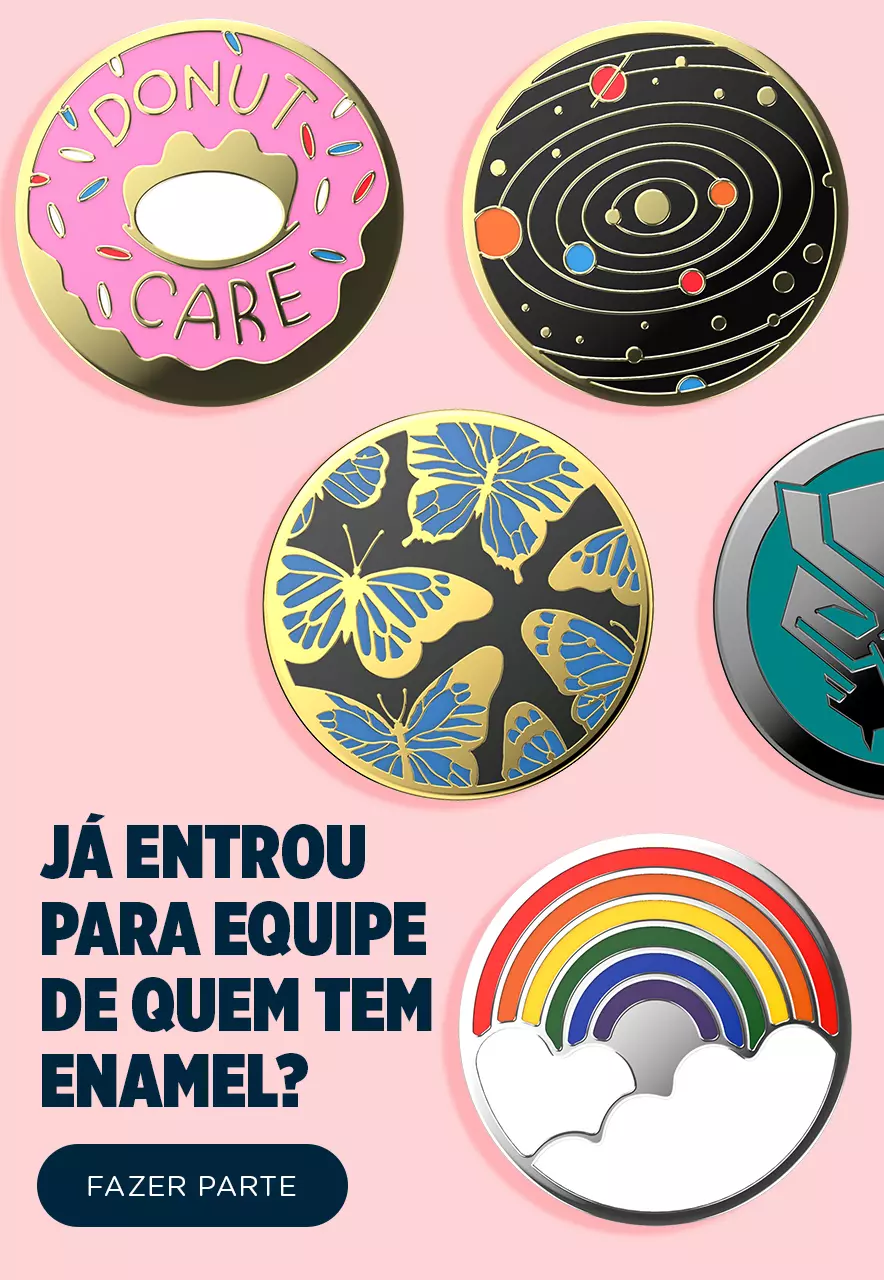 DONUT
CARE
JÁ ENTROU
PARA EQUIPE
DE QUEM TEM
ENAMEL?
FAZER PARTE